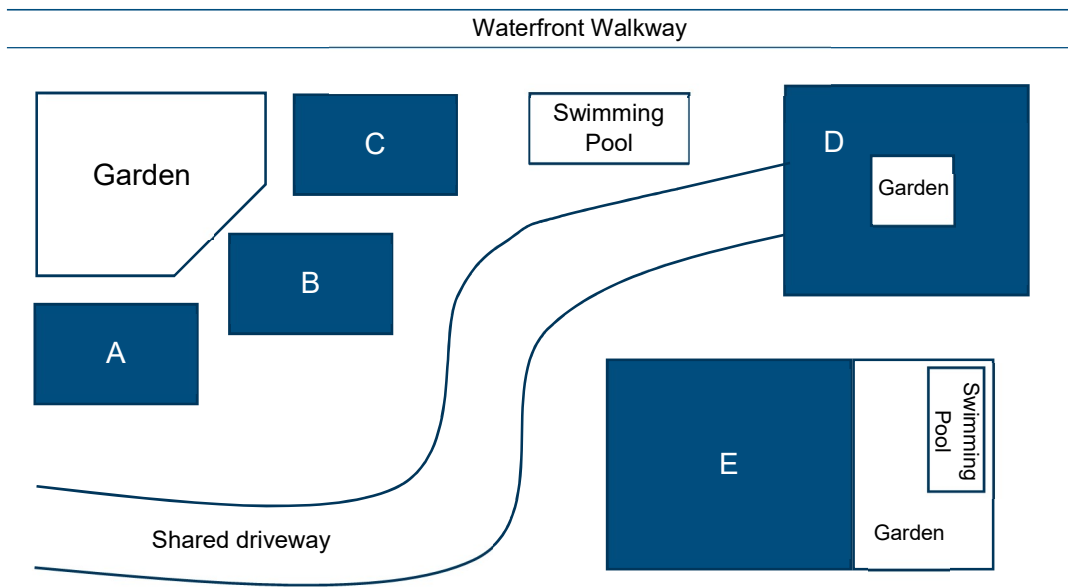 Waterfront Walkway
Garden
C
Swimming
Pool
D
Garden
B
A
E
Swimming
Pool
Garden
Shared driveway